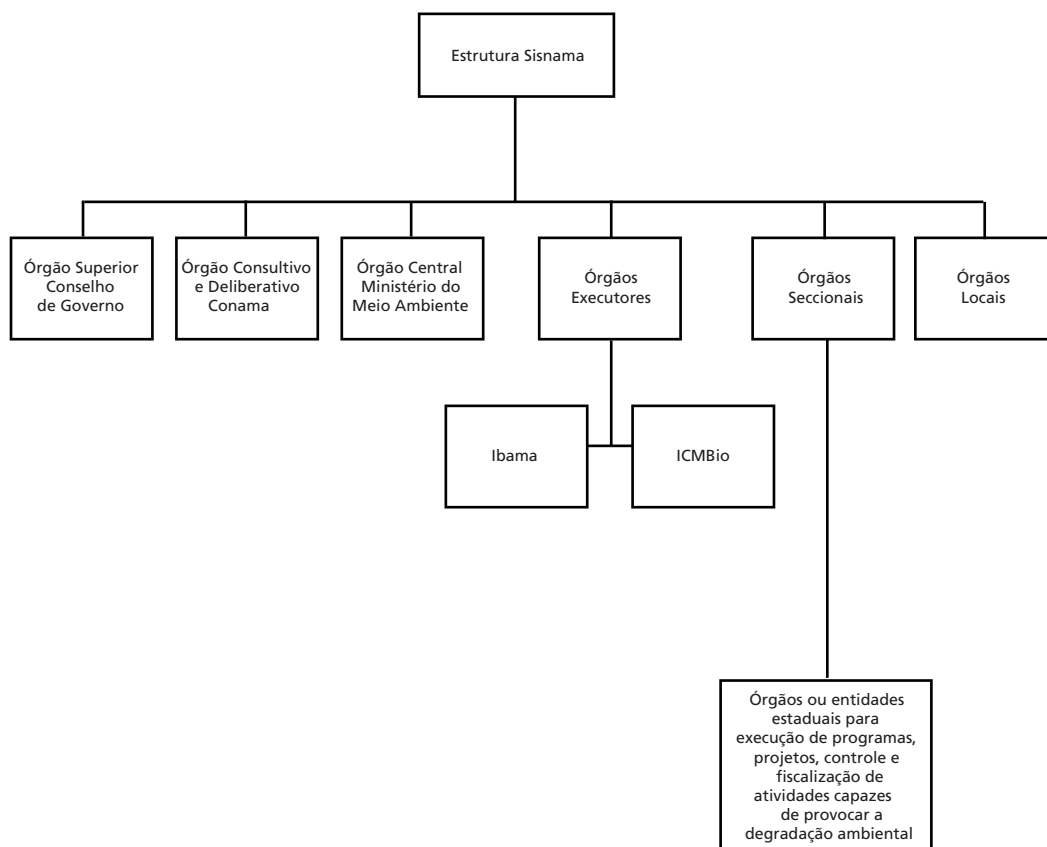 Estrutura Sisnama
Órgão Superior
Conselho
de Governo
Órgão Consultivo
e Deliberativo
Conama
Órgão Central
Ministério do
Meio Ambiente
Órgãos
Executores
Órgãos
Seccionais
Órgãos
Locais
Ibama
ICMBio
Órgãos ou entidades
estaduais para
execução de programas,
projetos, controle e
fiscalização de
atividades capazes
de provocar a
degradação ambiental